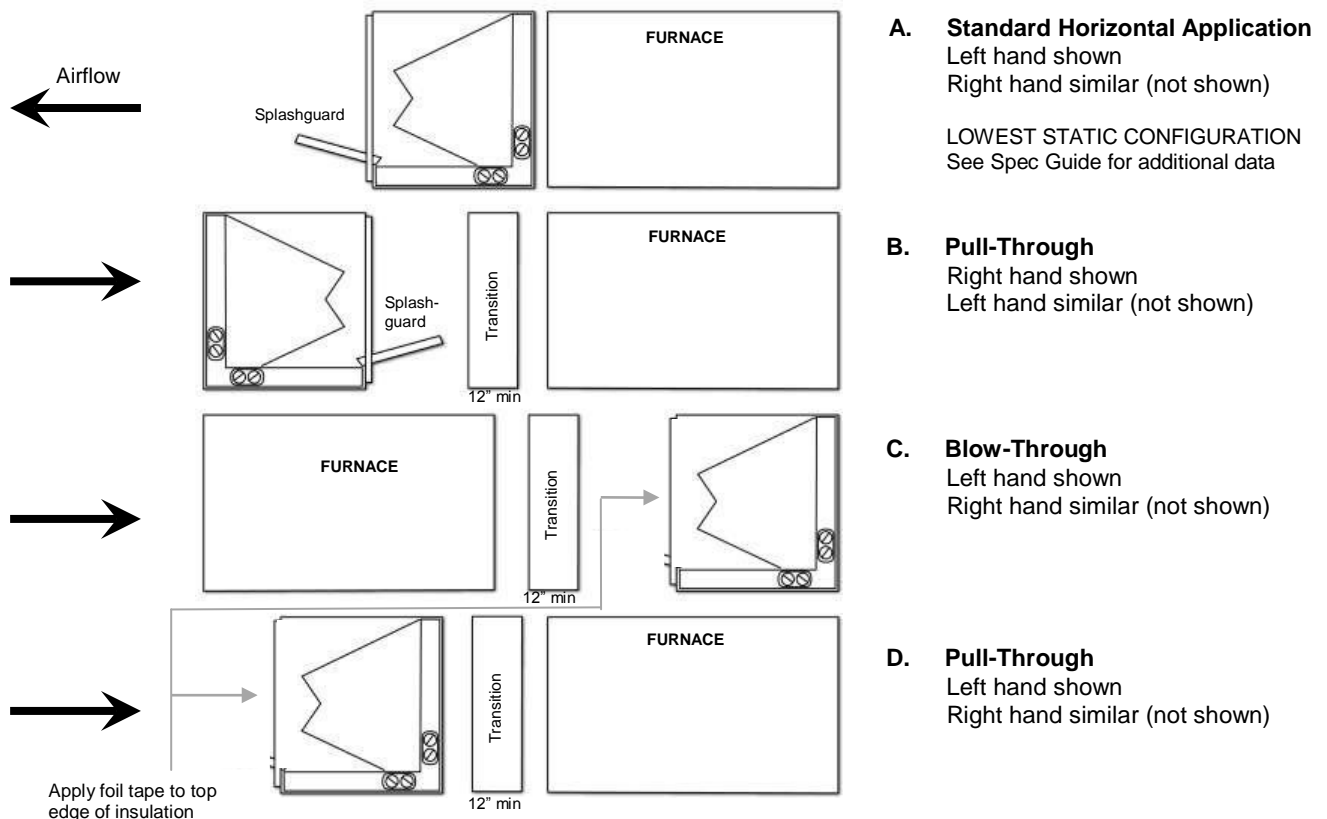 Airflow
Splashguard
FURNACE
A. Standard Horizontal Application
Left hand shown
Right hand similar (not shown)
LOWEST STATIC CONFIGURATION
See Spec Guide for additional data
Splash-
guard
Transition
12” min
FURNACE
B. Pull-Through
Right hand shown
Left hand similar (not shown)
FURNACE
Transition
12” min
C. Blow-Through
Left hand shown
Right hand similar (not shown)
Transition
12” min
FURNACE
D. Pull-Through
Left hand shown
Right hand similar (not shown)
Apply foil tape to top
edge of insulation